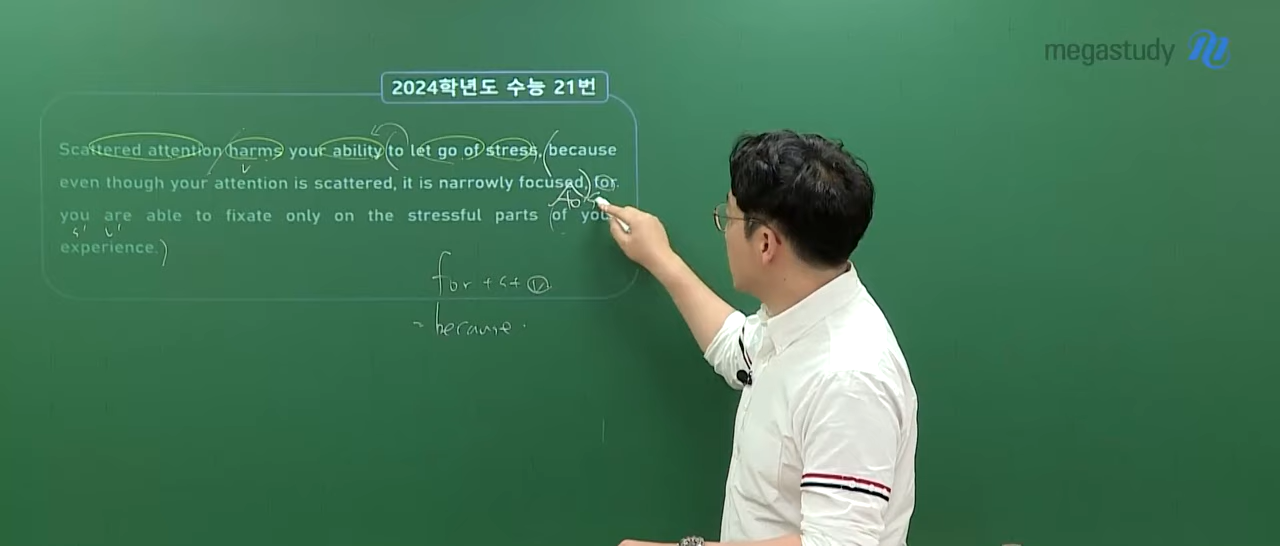 megastudy
2024학년도 수능 21번
Scattered attention harms your ability to let go of stress, because
even though your attention is scattered, it is narrowly focused, for
you are able to fixate only on the stressful parts of your
experience.
s' v'
v
for + s + v
= because